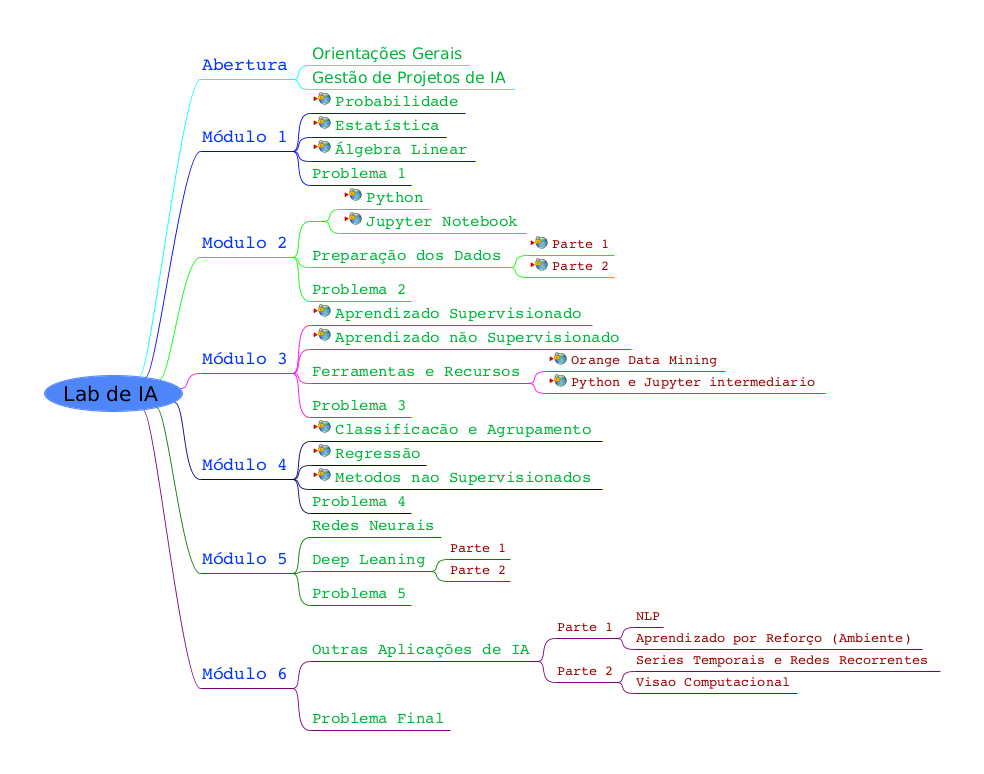 Lab de IA
Abertura
Orientações Gerais
Gestão de Projetos de IA
Módulo 1
Probabilidade
Estatística
Álgebra Linear
Problema 1
Modulo 2
Python
Jupyter Notebook
Preparação dos Dados
Parte 1
Parte 2
Problema 2
Módulo 3
Aprendizado Supervisionado
Aprendizado não Supervisionado
Ferramentas e Recursos
Orange Data Mining
Python e Jupyter intermediario
Problema 3
Módulo 4
Classificacão e Agrupamento
Regressão
Metodos nao Supervisionados
Problema 4
Módulo 5
Redes Neurais
Deep Leaning
Parte 1
Parte 2
Problema 5
Módulo 6
Outras Aplicações de IA
Parte 1
NLP
Aprendizado por Reforço (Ambiente)
Parte 2
Series Temporais e Redes Recorrentes
Visao Computacional
Problema Final